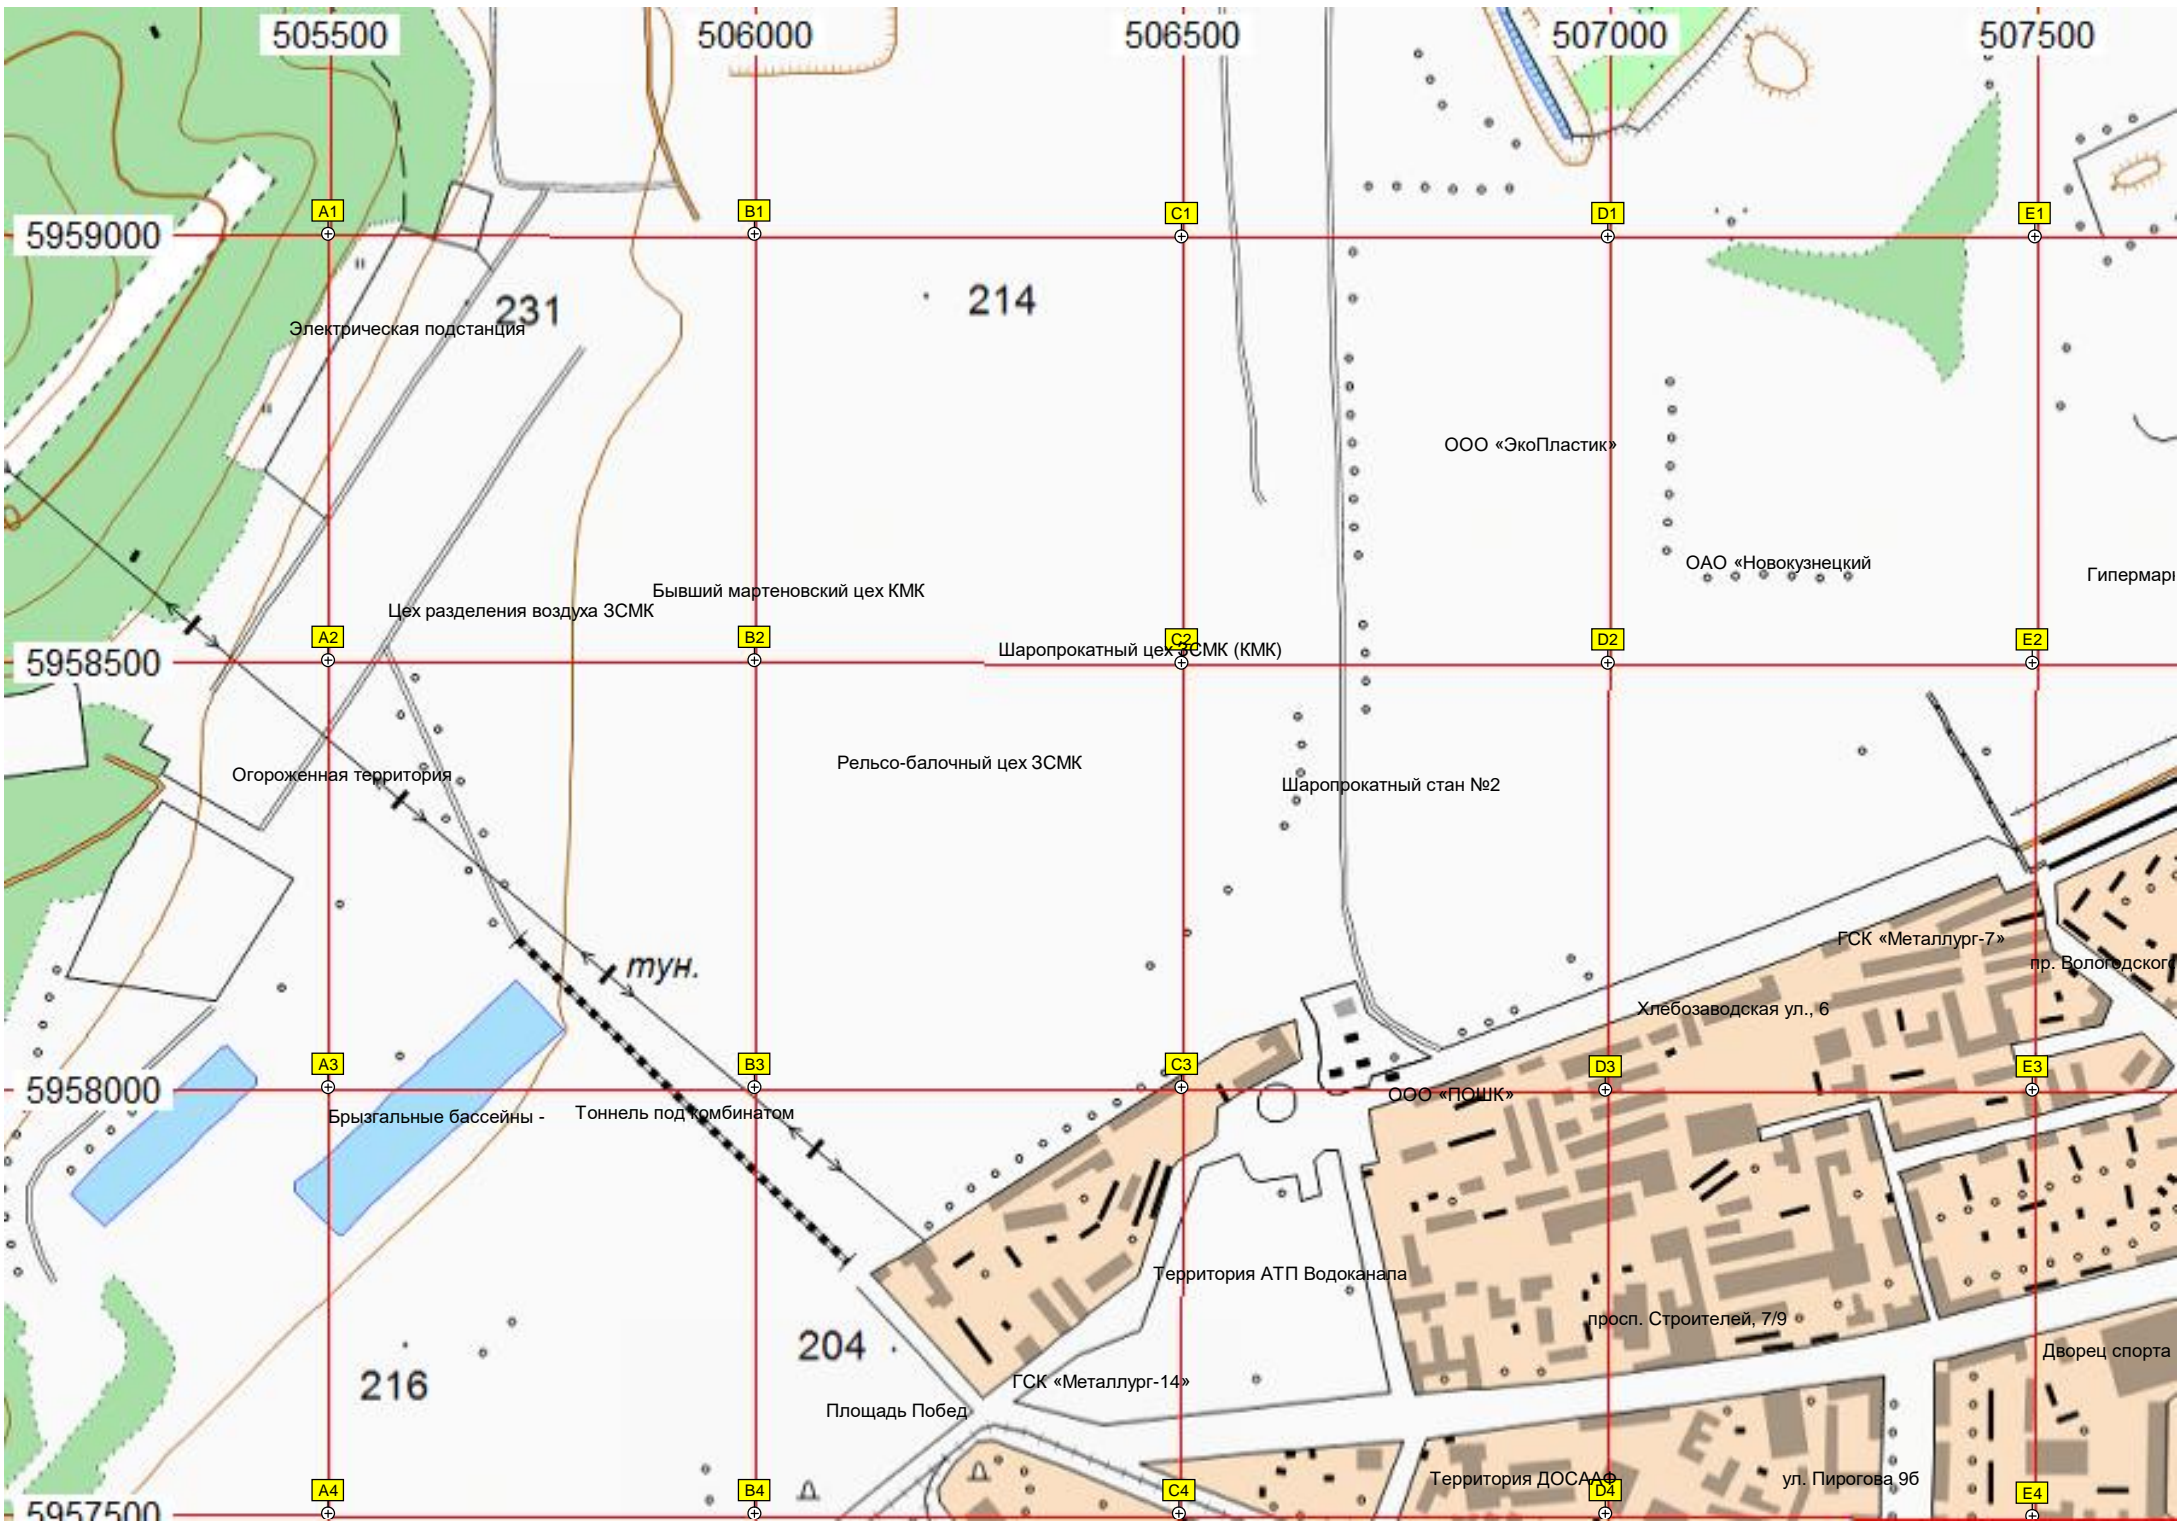 505500 506000 506500 507000 507500
A1 B1 C1 D1 E1
5959000
231
214
Электрическая подстанция
ООО «ЭкоПластик»
ОАО «Новокузнецкий
Гипермар
Бывший мартеновский цех КМК
Цех разделения воздуха ЗСМК
A2 B2 C2 D2 E2
Шаропрокатный цех ЗСМК (КМК)
5958500
Рельсо-балочный цех ЗСМК
Огороженная территория
Шаропрокатный стан №2
ГСК «Металлург-7»
тун.
пр. Вологодского
Хлебозаводская ул., 6
A3 B3 C3 D3 E3
5958000
ООО «ПОШК»
Брызгальные бассейны -
Тоннель под комбинатом
Территория АТП Водоканала
просп. Строителей, 7/9
204
Дворец спорта
216
ГСК «Металлург-14»
Площадь Побед
Территория ДОСААФ
ул. Пирогова 9б
A4 B4 C4 D4 E4
5957500